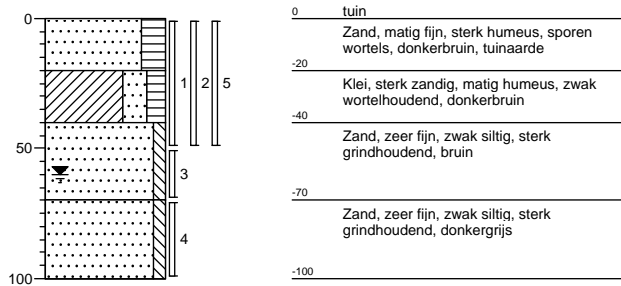 0
50
100
1
2
5
3
4
0 tuin
Zand, matig fijn, sterk humeus, sporen
wortels, donkerbruin, tuinaarde
-20
Klei, sterk zandig, matig humeus, zwak
wortelhoudend, donkerbruin
-40
Zand, zeer fijn, zwak siltig, sterk
grindhoudend, bruin
-70
Zand, zeer fijn, zwak siltig, sterk
grindhoudend, donkergrijs
-100